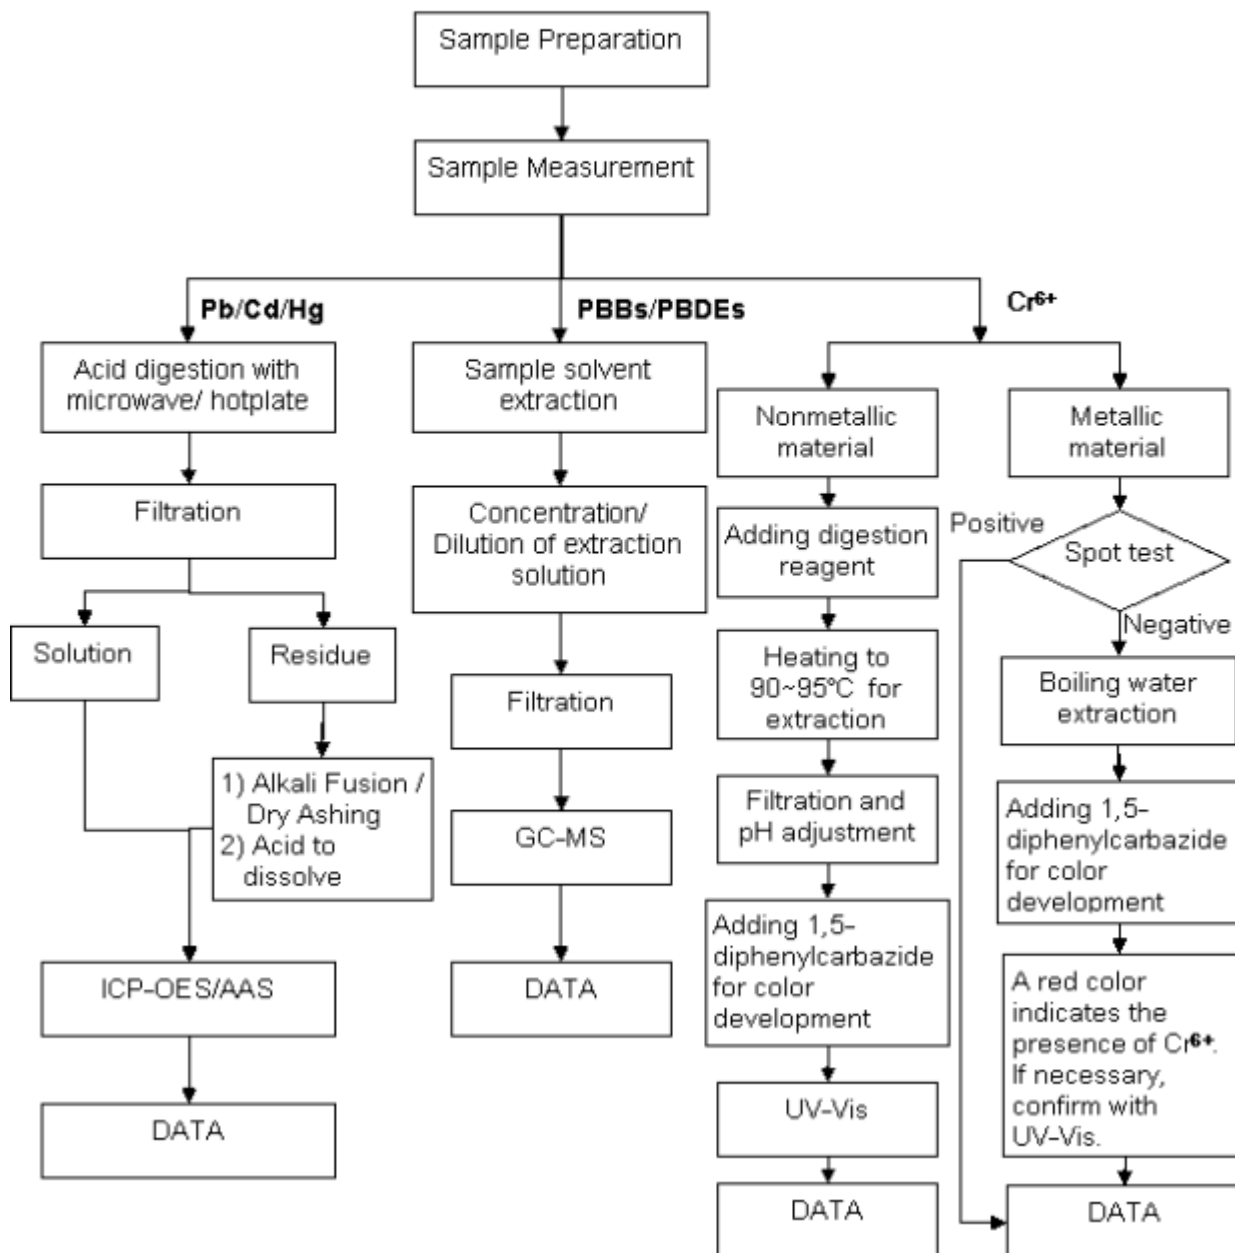 Sample Preparation
Sample Measurement
Pb/Cd/Hg
PBBs/PBDEs
Cr⁶⁺
Acid digestion with
microwave/ hotplate
Filtration
Solution
Residue
1) Alkali Fusion /
Dry Ashing
2) Acid to
dissolve
ICP-OES/AAS
DATA
Sample solvent
extraction
Concentration/
Dilution of extraction
solution
Filtration
GC-MS
DATA
Nonmetallic
material
Adding digestion
reagent
Heating to
90~95°C for
extraction
Filtration and
pH adjustment
Adding 1,5-
diphenylcarbazide
for color
development
UV-Vis
DATA
Metallic
material
Positive
Spot test
Negative
Boiling water
extraction
Adding 1,5-
diphenylcarbazide
for color
development
A red color
indicates the
presence of Cr⁶⁺.
If necessary,
confirm with
UV-Vis.
DATA